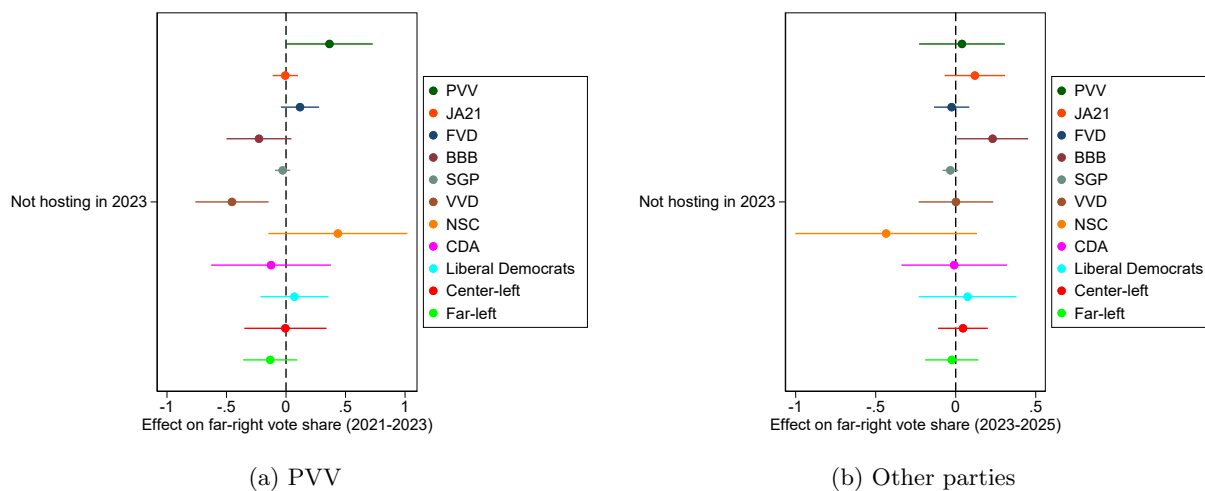 Not hosting in 2023
-1 -.5 0 .5 1
Effect on far-right vote share (2021-2023)
PVV
JA21
FVD
BBB
SGP
VVD
NSC
CDA
Liberal Democrats
Center-left
Far-left
(a) PVV
Not hosting in 2023
-1 -.5 0 .5
Effect on far-right vote share (2023-2025)
PVV
JA21
FVD
BBB
SGP
VVD
NSC
CDA
Liberal Democrats
Center-left
Far-left
(b) Other parties